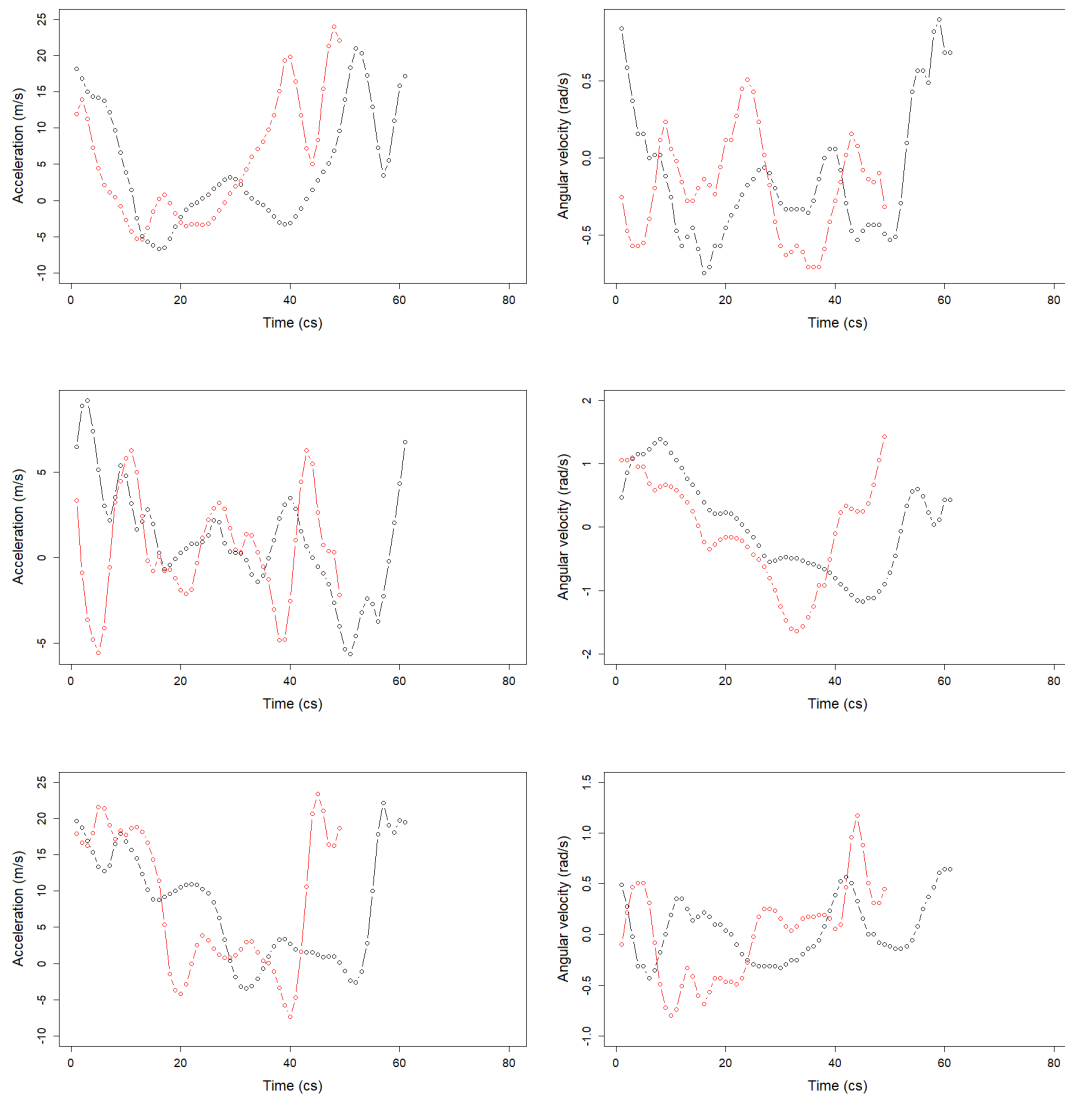 25
20
15
10
5
0
-5
-10
Acceleration (m/s)
0 20 40 60 80
Time (cs)
0.5
0.0
-0.5
Angular velocity (rad/s)
0 20 40 60 80
Time (cs)
5
0
-5
Acceleration (m/s)
0 20 40 60 80
Time (cs)
2
1
0
-1
-2
Angular velocity (rad/s)
0 20 40 60 80
Time (cs)
25
20
15
10
5
0
-5
-10
Acceleration (m/s)
0 20 40 60 80
Time (cs)
1.5
1.0
0.5
0.0
-0.5
-1.0
Angular velocity (rad/s)
0 20 40 60 80
Time (cs)